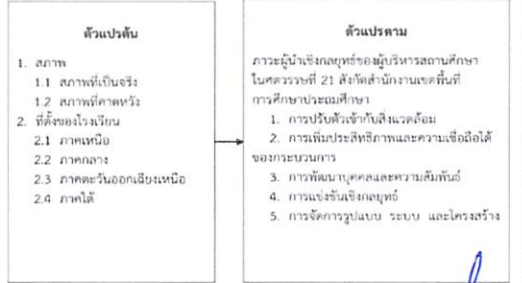 ตัวแปรต้น
1. สภาพ
1.1 สภาพที่เป็นจริง
1.2 สภาพที่คาดหวัง
2. ที่ตั้งของโรงเรียน
2.1 ภาคเหนือ
2.2 ภาคกลาง
2.3 ภาคตะวันออกเฉียงเหนือ
2.4 ภาคใต้
ตัวแปรตาม
ภาวะผู้นำเชิงกลยุทธ์ของผู้บริหารสถานศึกษา
ในศตวรรษที่ 21 สังกัดสำนักงานเขตพื้นที่
การศึกษาประถมศึกษา
1. การปรับตัวเข้ากับสิ่งแวดล้อม
2. การเพิ่มประสิทธิภาพและความเชื่อถือได้
ของกระบวนการ
3. การพัฒนาบุคคลและความสัมพันธ์
4. การแข่งขันเชิงกลยุทธ์
5. การจัดการรูปแบบ ระบบ และโครงสร้าง